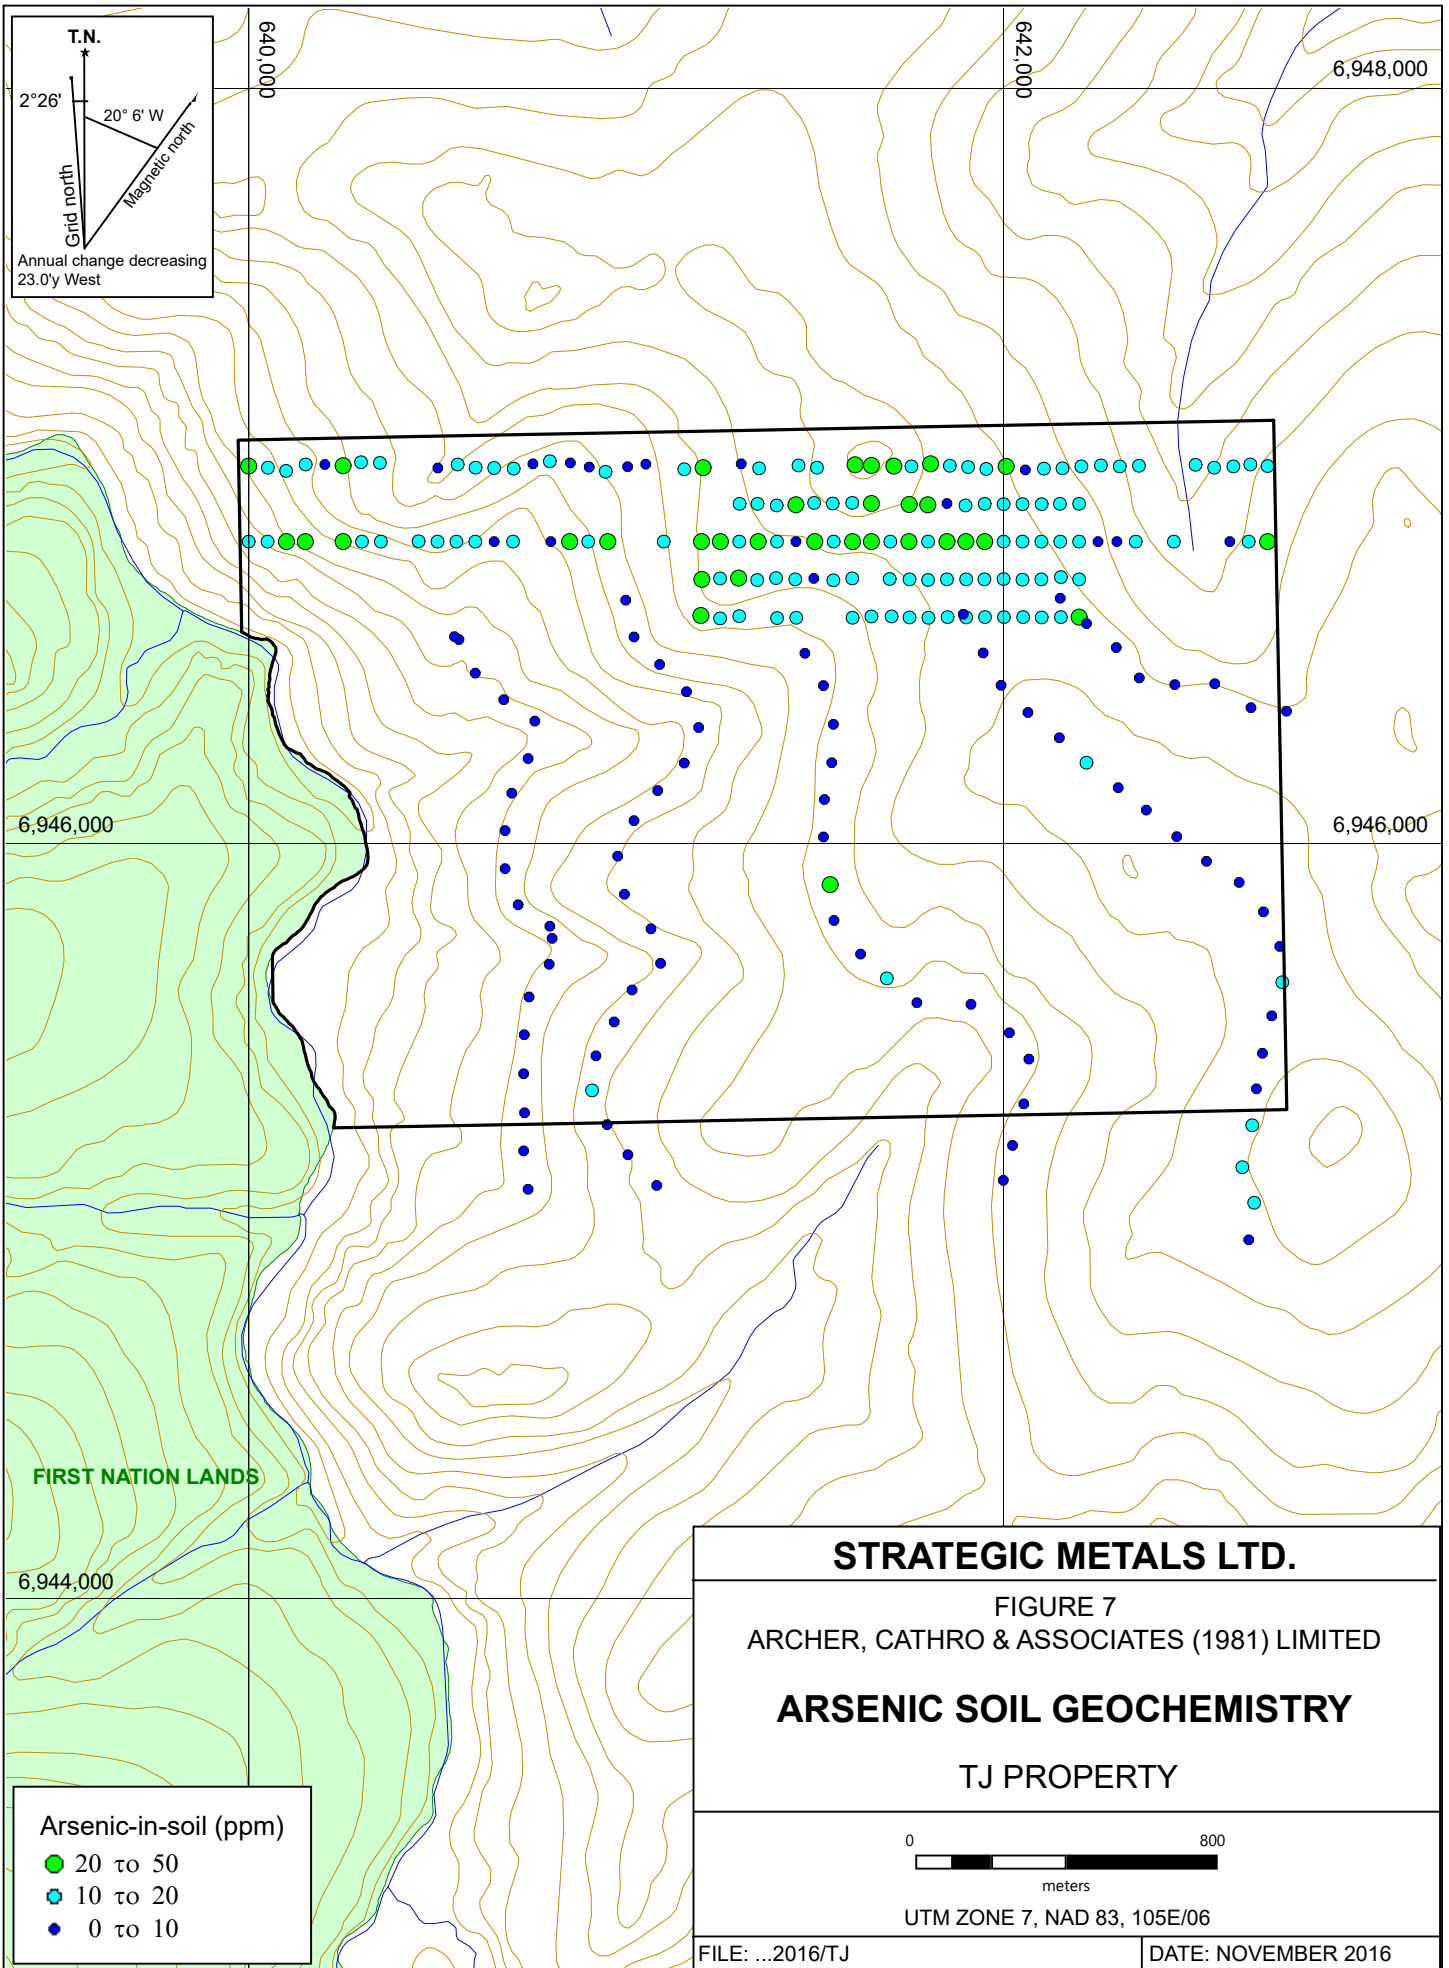 T.N.
2°26'
20° 6' W
Grid north
Magnetic north
Annual change decreasing
23.0'y West
640,000
642,000
6,948,000
6,946,000
6,946,000
FIRST NATION LANDS
6,944,000
Arsenic-in-soil (ppm)
20 to 50
10 to 20
0 to 10
STRATEGIC METALS LTD.
FIGURE 7
ARCHER, CATHRO & ASSOCIATES (1981) LIMITED
ARSENIC SOIL GEOCHEMISTRY
TJ PROPERTY
0 800
meters
UTM ZONE 7, NAD 83, 105E/06
FILE: ...2016/TJ
DATE: NOVEMBER 2016